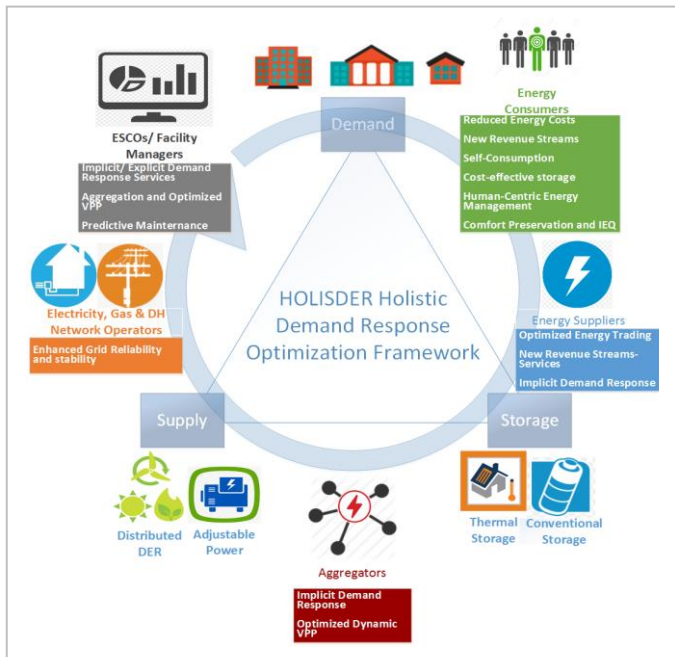 Energy
Consumers
Demand
ESCOs/ Facility
Managers
Implicit/ Explicit Demand
Response Services
Aggregation and Optimized
VPP
Predictive Mainternance
Reduced Energy Costs
New Revenue Streams
Self-Consumption
Cost-effective storage
Human-Centric Energy
Management
Comfort Preservation and IEQ
Electricity, Gas & DH
Network Operators
Enhanced Grid Reliability
and stability
HOLISDER Holistic
Demand Response
Optimization Framework
Energy Suppliers
Optimized Energy Trading
New Revenue Streams-
Services
Implicit Demand Response
Supply
Storage
Distributed
DER
Adjustable
Power
Thermal
Storage
Conventional
Storage
Aggregators
Implicit Demand
Response
Optimized Dynamic
VPP